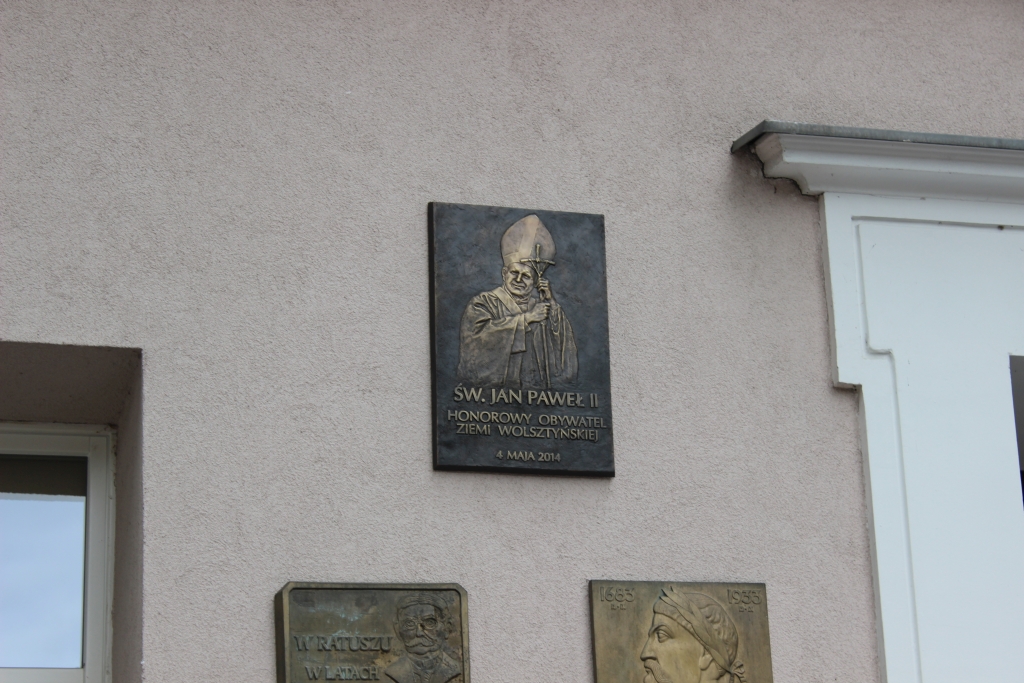 ŚW. JAN PAWEŁ II
HONOROWY OBYWATEL
ZIEMI WOLSZTYŃSKIEJ
4 MAJA 2014
W RATUSZU
W LATACH
1683 1933